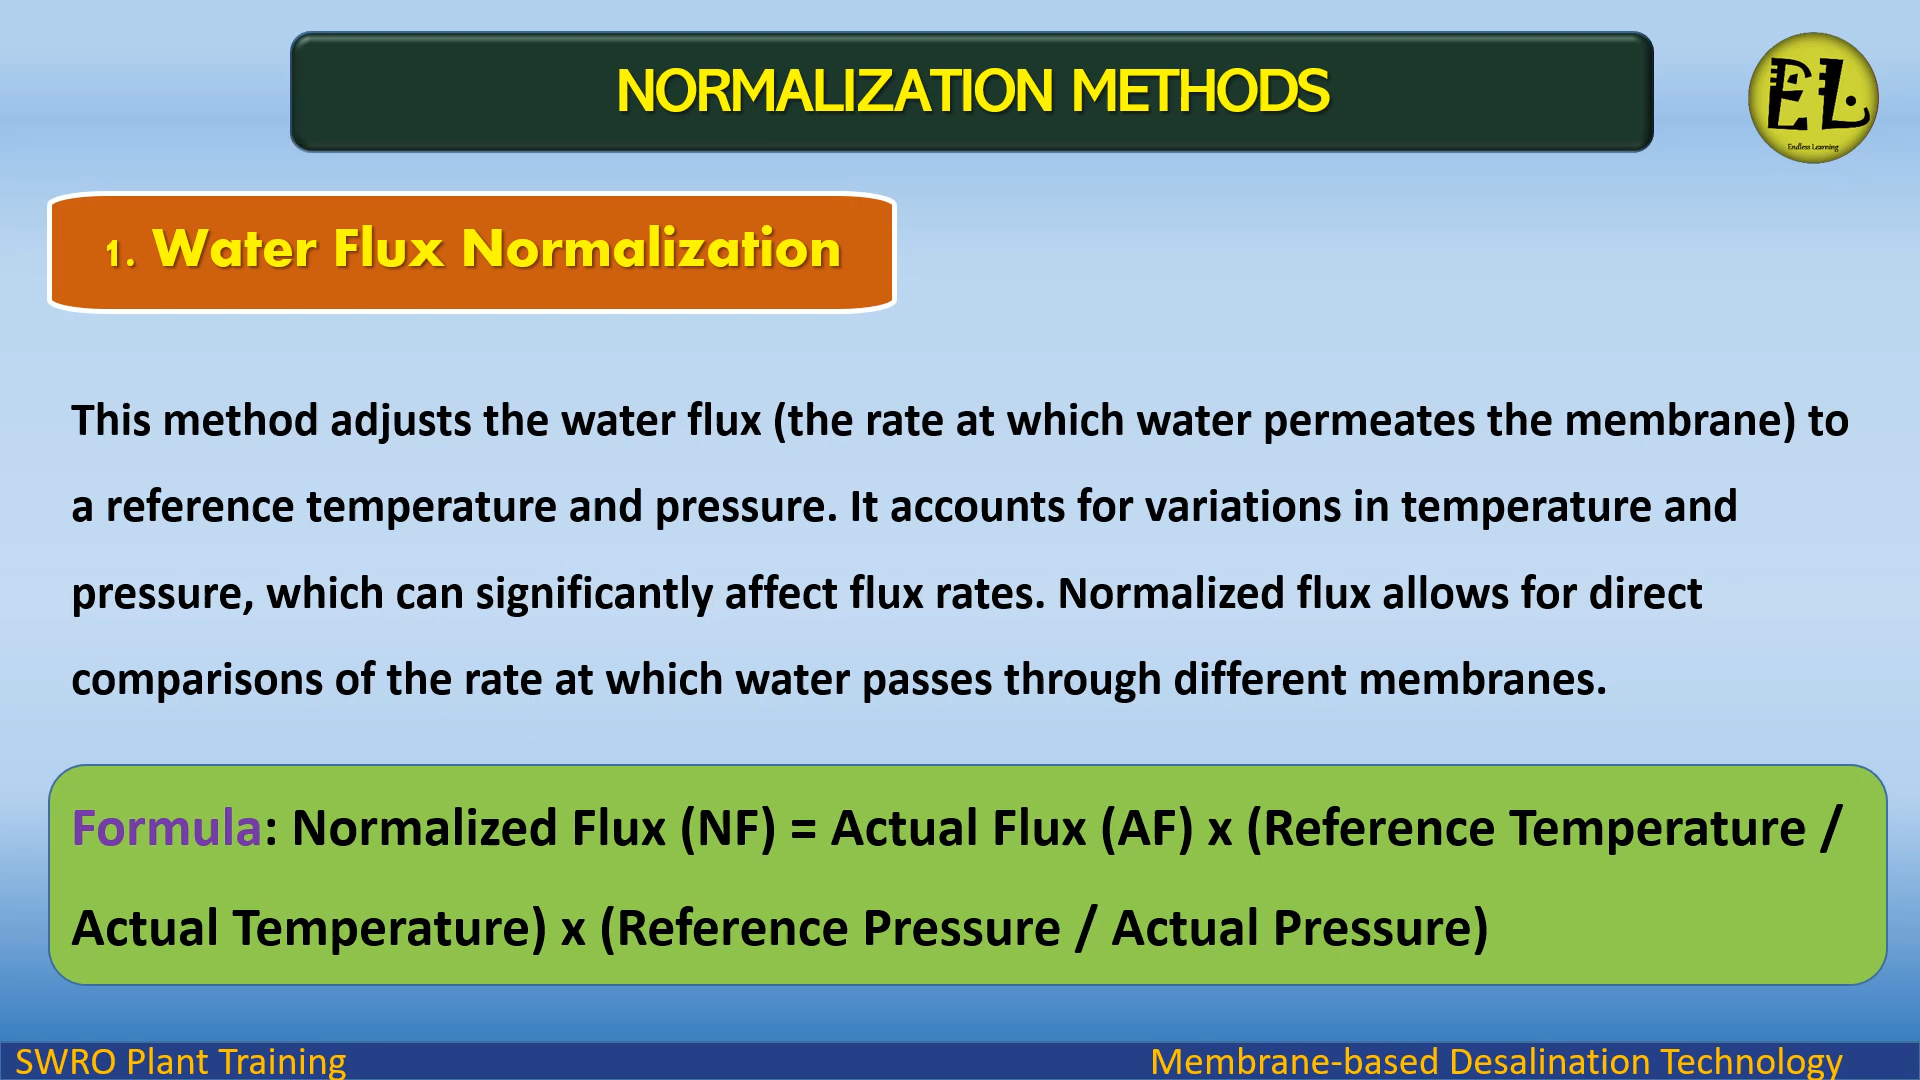 NORMALIZATION METHODS
EL
Endless Learning
1. Water Flux Normalization
This method adjusts the water flux (the rate at which water permeates the membrane) to
a reference temperature and pressure. It accounts for variations in temperature and
pressure, which can significantly affect flux rates. Normalized flux allows for direct
comparisons of the rate at which water passes through different membranes.
Formula: Normalized Flux (NF) = Actual Flux (AF) x (Reference Temperature /
Actual Temperature) x (Reference Pressure / Actual Pressure)
SWRO Plant Training
Membrane-based Desalination Technology